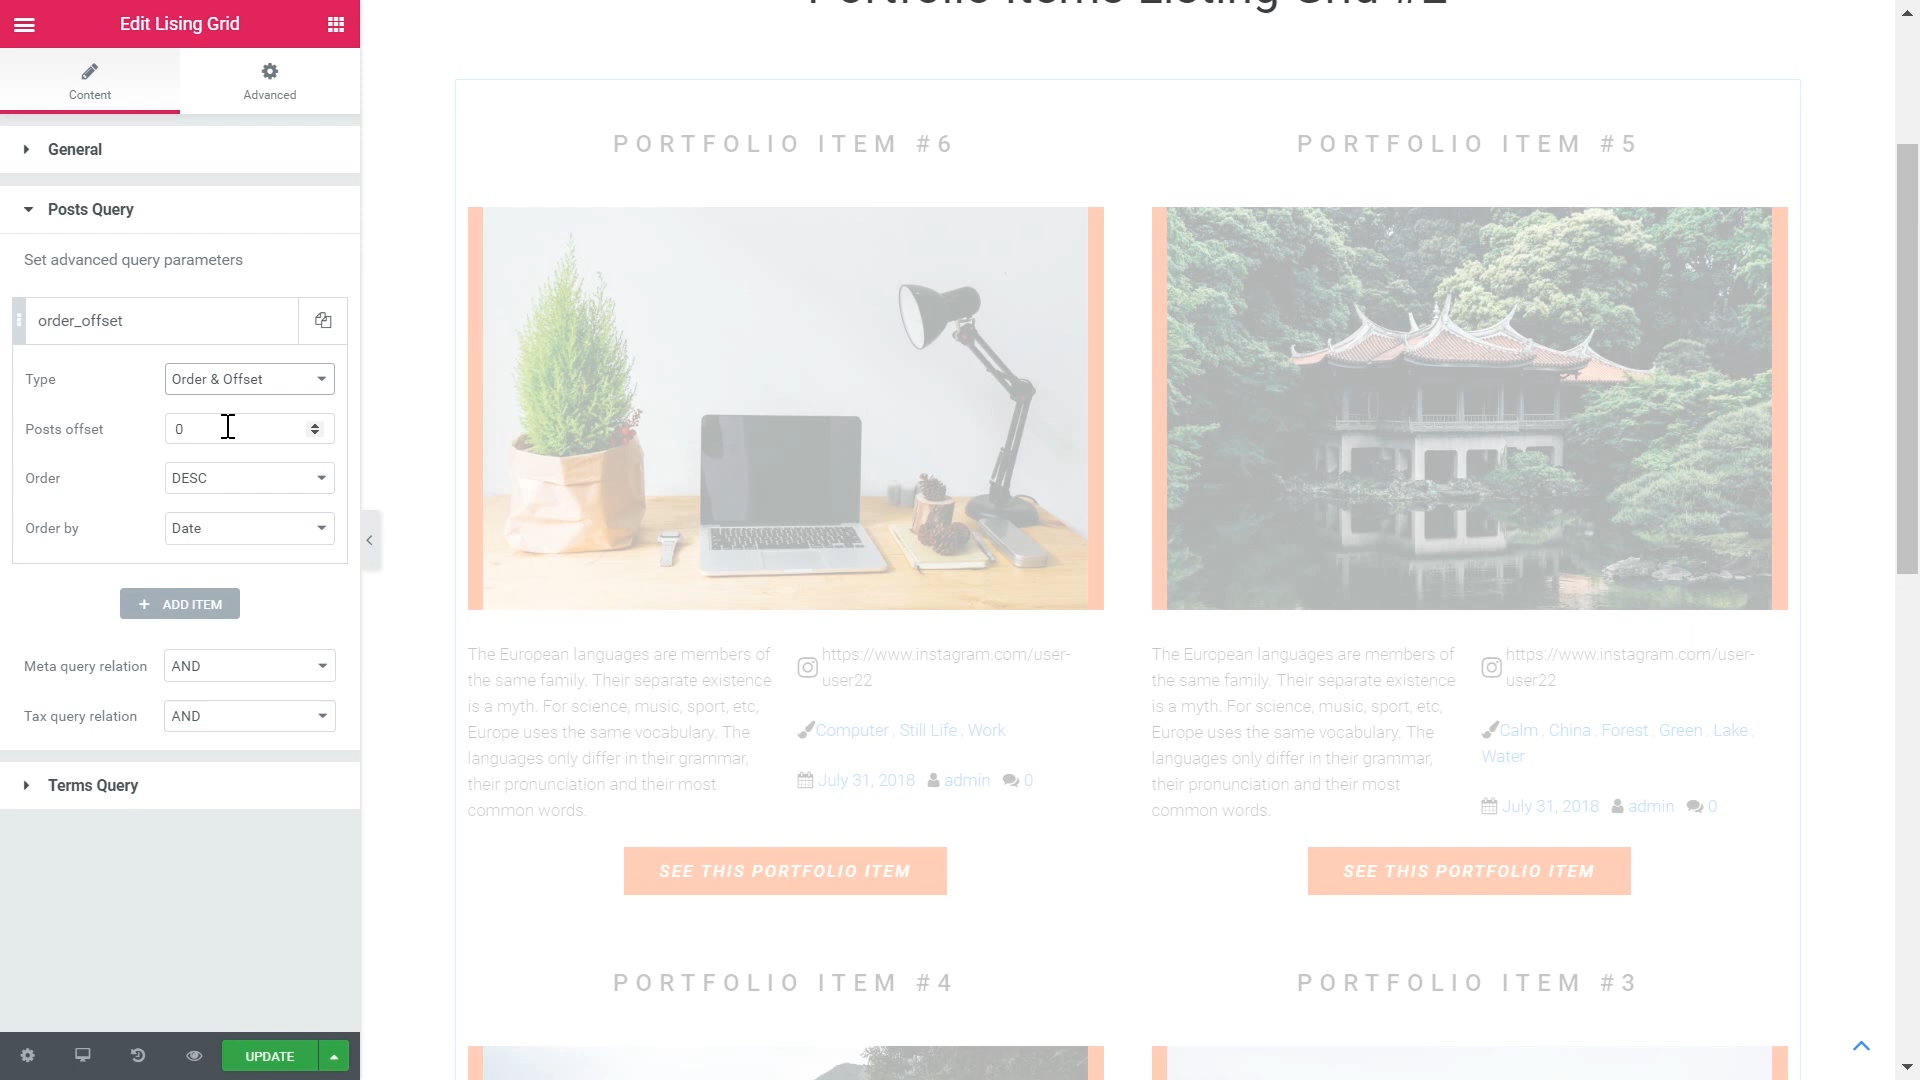 Edit Lising Grid
Content
Advanced
General
Posts Query
Set advanced query parameters
order_offset
Type
Order & Offset
Posts offset
0
Order
DESC
Order by
Date
+ ADD ITEM
Meta query relation
AND
Tax query relation
AND
Terms Query
UPDATE
Portfolio Items Listing Grid #2
PORTFOLIO ITEM #6
The European languages are members of
the same family. Their separate existence
is a myth. For science, music, sport, etc,
Europe uses the same vocabulary. The
languages only differ in their grammar,
their pronunciation and their most
common words.
https://www.instagram.com/user-
user22
Computer , Still Life , Work
July 31, 2018 admin 0
SEE THIS PORTFOLIO ITEM
PORTFOLIO ITEM #5
The European languages are members of
the same family. Their separate existence
is a myth. For science, music, sport, etc,
Europe uses the same vocabulary. The
languages only differ in their grammar,
their pronunciation and their most
common words.
https://www.instagram.com/user-
user22
Calm , China , Forest , Green , Lake ,
Water
July 31, 2018 admin 0
SEE THIS PORTFOLIO ITEM
PORTFOLIO ITEM #4
PORTFOLIO ITEM #3